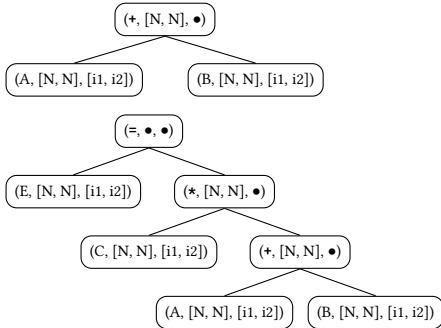 (+, [N, N], •)
(A, [N, N], [i1, i2]) (B, [N, N], [i1, i2])
(=, •, •)
(E, [N, N], [i1, i2]) (*, [N, N], •)
(C, [N, N], [i1, i2]) (+, [N, N], •)
(A, [N, N], [i1, i2]) (B, [N, N], [i1, i2])